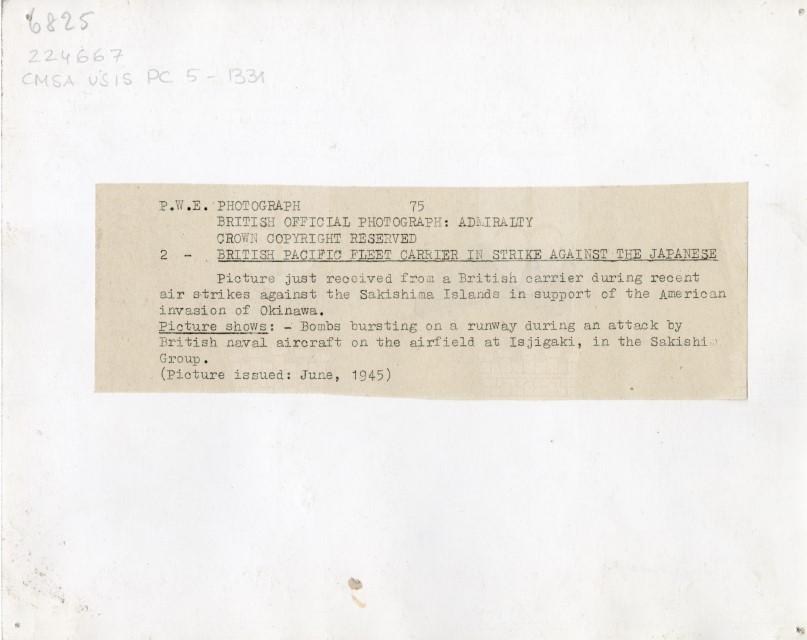 6825
224667
CMSA USIS PC 5 - 1331
P.W.E. PHOTOGRAPH 75
BRITISH OFFICIAL PHOTOGRAPH: ADMIRALTY
CROWN COPYRIGHT RESERVED
2 - BRITISH PACIFIC FLEET CARRIER IN STRIKE AGAINST THE JAPANESE
Picture just received from a British carrier during recent
air strikes against the Sakishima Islands in support of the American
invasion of Okinawa.
Picture shows: - Bombs bursting on a runway during an attack by
British naval aircraft on the airfield at Isjigaki, in the Sakishi
Group.
(Picture issued: June, 1945)